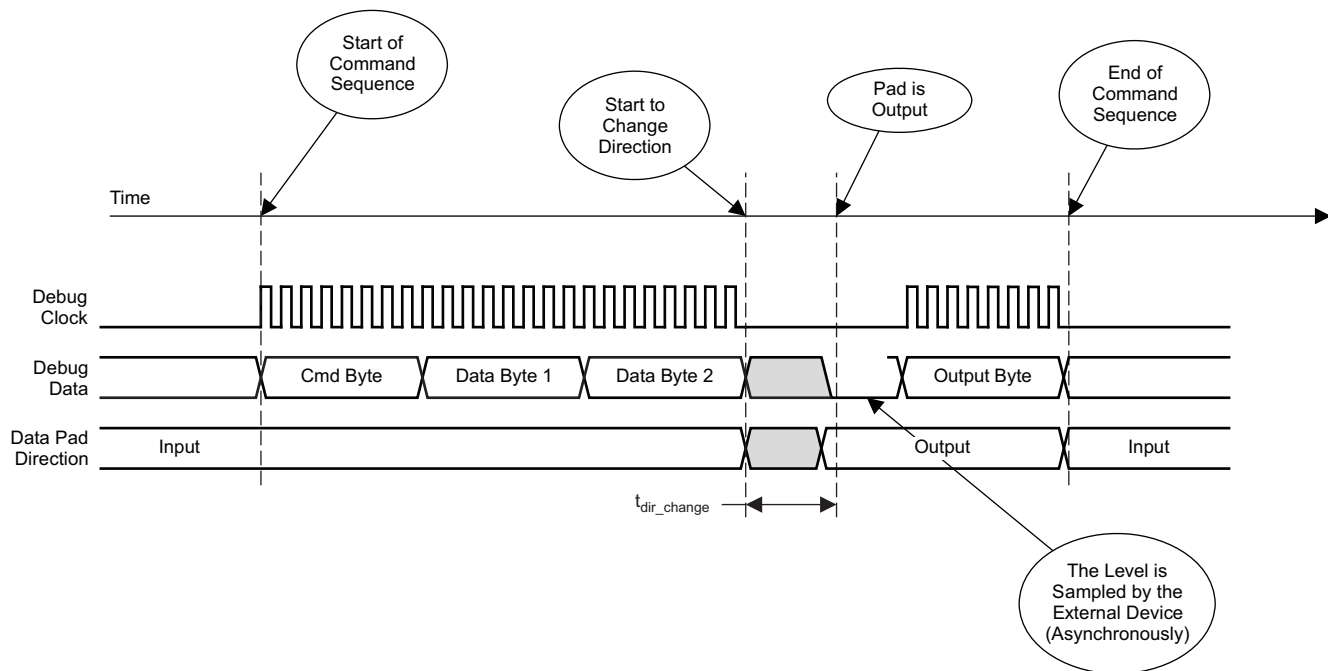 Start of
Command
Sequence
Start to
Change
Direction
Pad is
Output
End of
Command
Sequence
Time
Debug
Clock
Debug
Data
Cmd Byte
Data Byte 1
Data Byte 2
Output Byte
Data Pad
Direction
Input
Output
Input
tdir_change
The Level is
Sampled by the
External Device
(Asynchronously)